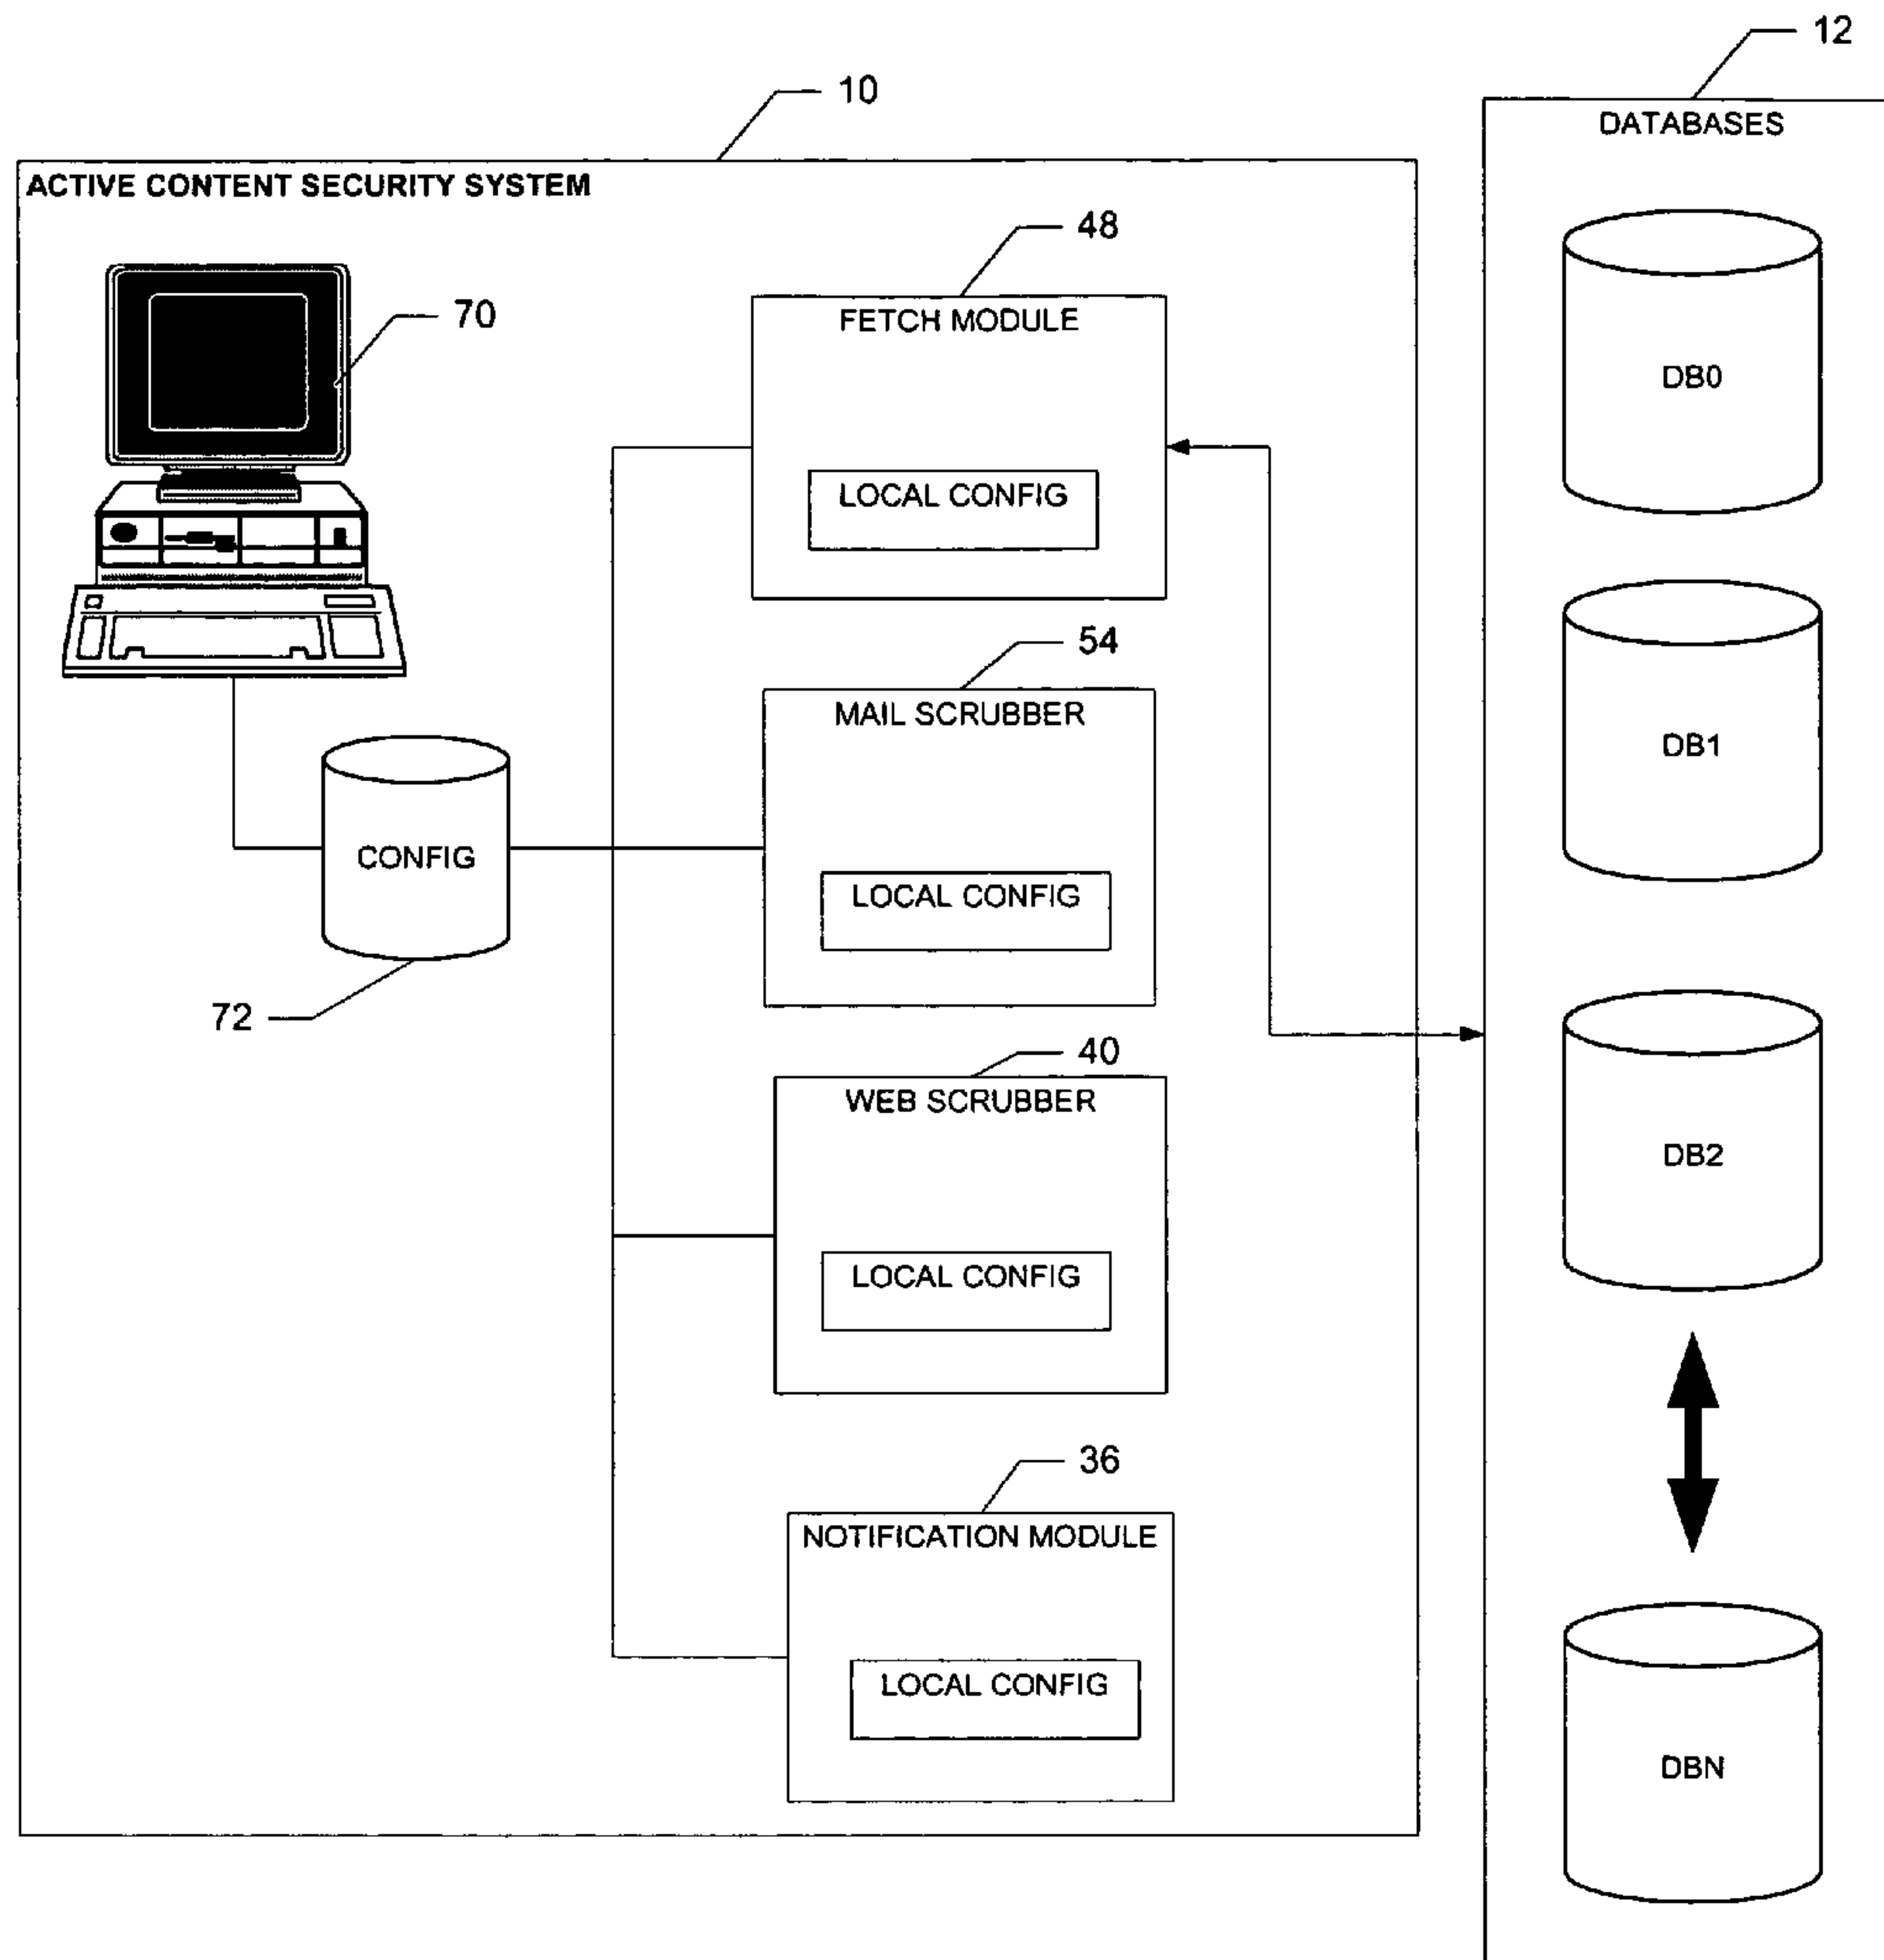 12
DATABASES
10
ACTIVE CONTENT SECURITY SYSTEM
48
FETCH MODULE
LOCAL CONFIG
70
54
MAIL SCRUBBER
LOCAL CONFIG
CONFIG
72
40
WEB SCRUBBER
LOCAL CONFIG
36
NOTIFICATION MODULE
LOCAL CONFIG
DB0
DB1
DB2
DBN